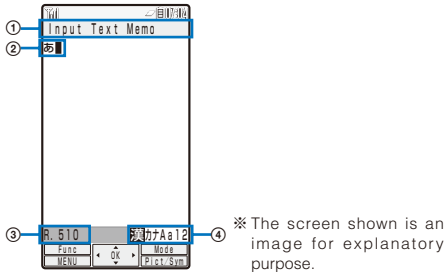 ①
Input Text Memo
②
あ
③
R. 510
漢カナAa12
④
Func
Mode
OK
MENU
Pict/Sym
※ The screen shown is an
image for explanatory
purpose.